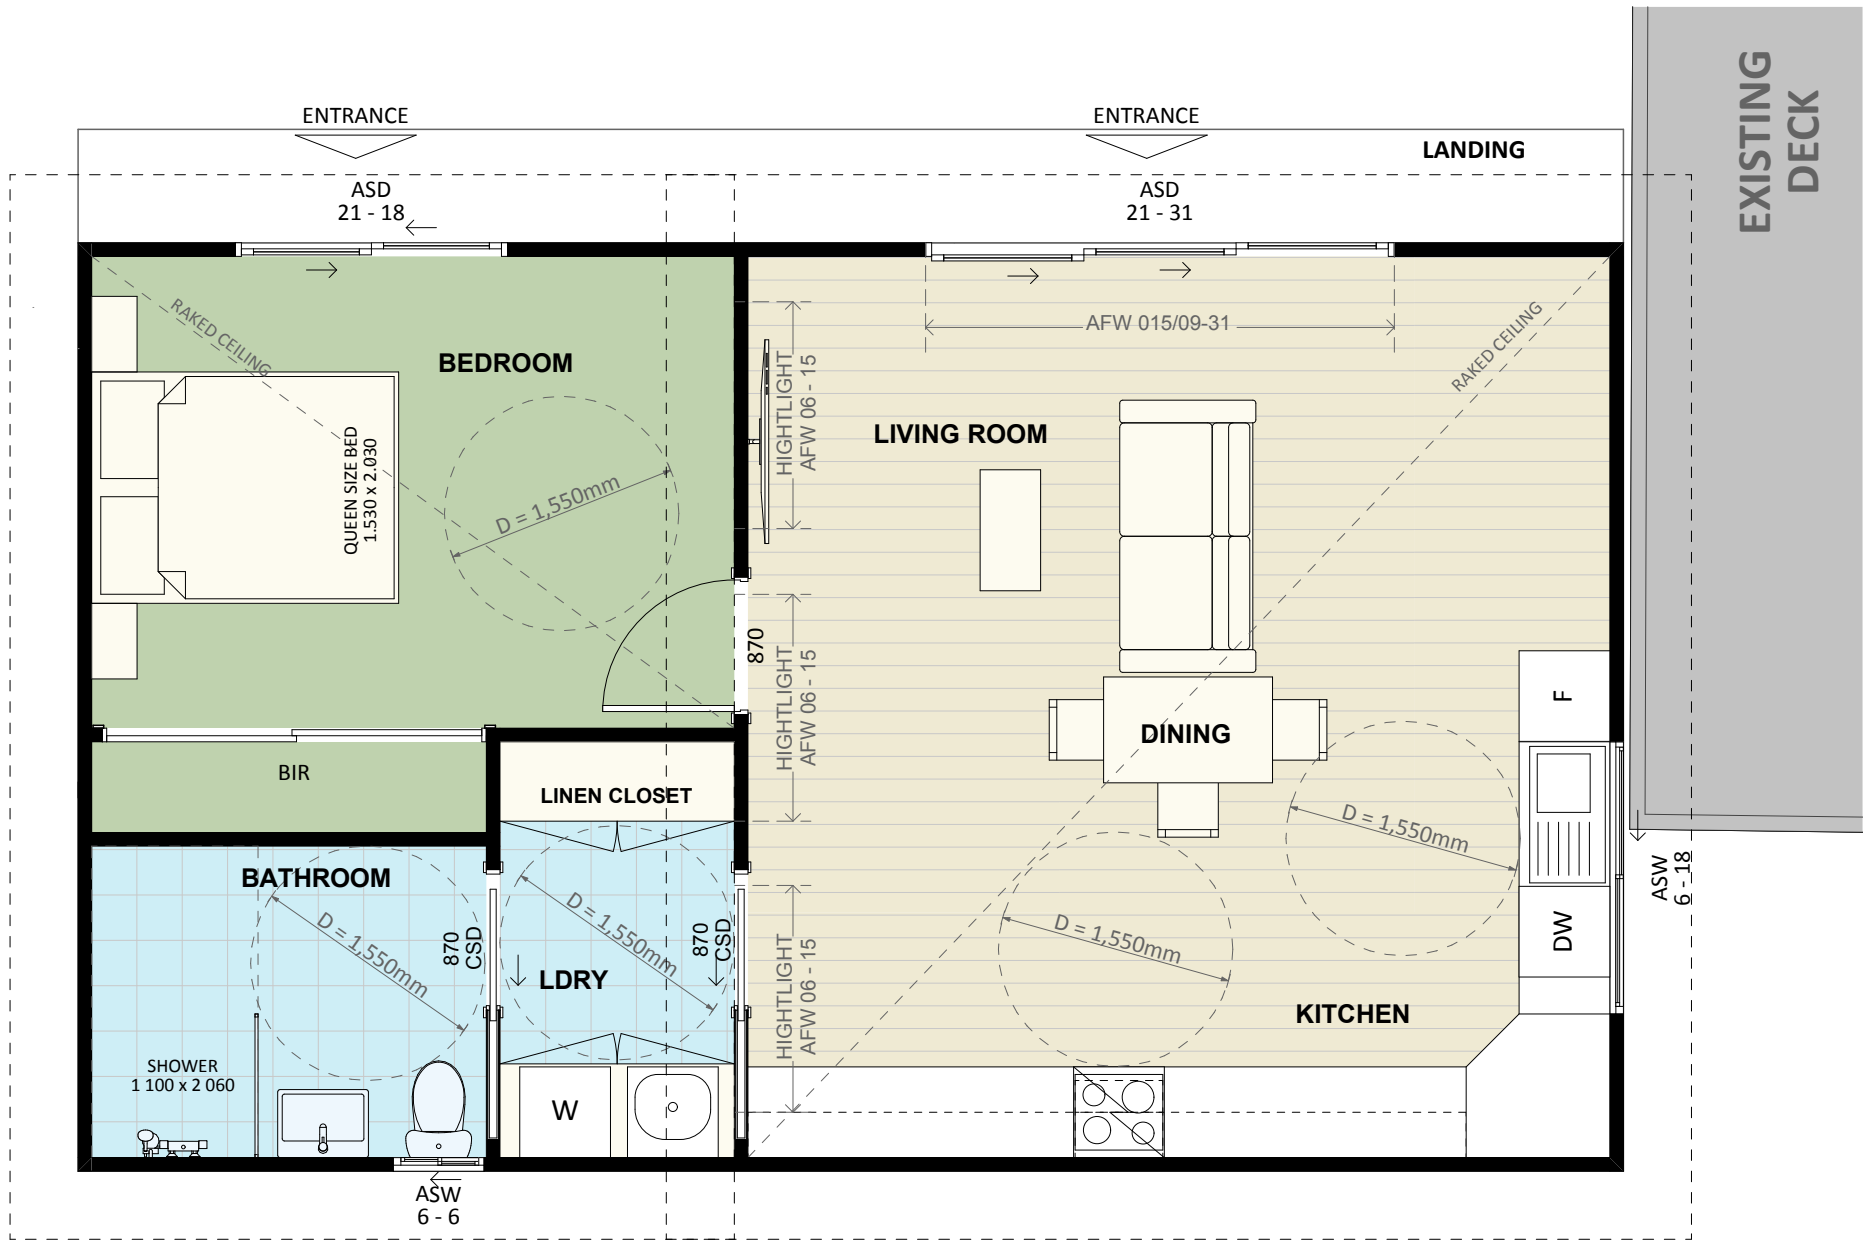 EXISTING
DECK
ENTRANCE
ENTRANCE
LANDING
ASD
21 - 18
ASD
21 - 31
RAKED CEILING
BEDROOM
AFW 015/09-31
RAKED CEILING
HIGHTLIGHT
AFW 06 - 15
LIVING ROOM
QUEEN SIZE BED
1.530 x 2.030
D = 1,550mm
870
HIGHTLIGHT
AFW 06 - 15
F
DINING
BIR
LINEN CLOSET
D = 1,550mm
ASW
6 - 18
BATHROOM
D = 1,550mm
870
CSD
D = 1,550mm
870
CSD
LDRY
HIGHTLIGHT
AFW 06 - 15
D = 1,550mm
DW
KITCHEN
SHOWER
1 100 x 2 060
W
ASW
6 - 6